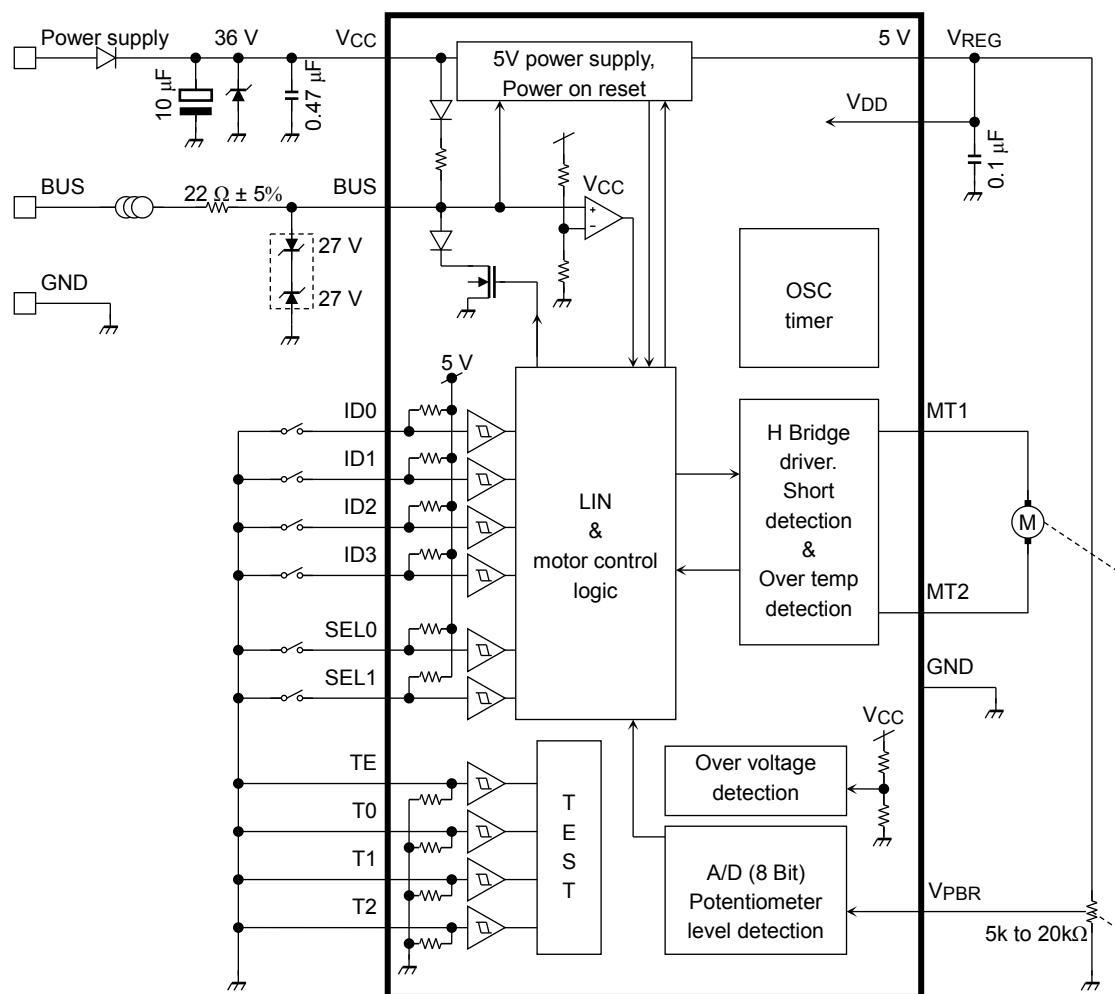 Power supply
36 V
VCC
5V power supply,
Power on reset
5 V
VREG
10 µF
0.47 µF
VDD
0.1 µF
BUS
22 Ω ± 5%
BUS
VCC
+
−
27 V
27 V
GND
OSC
timer
5 V
ID0
ID1
ID2
ID3
SEL0
SEL1
LIN
&
motor control
logic
H Bridge
driver.
Short
detection
&
Over temp
detection
MT1
M
MT2
GND
VCC
Over voltage
detection
TE
T0
T1
T2
T
E
S
T
A/D (8 Bit)
Potentiometer
level detection
VPBR
5k to 20kΩ